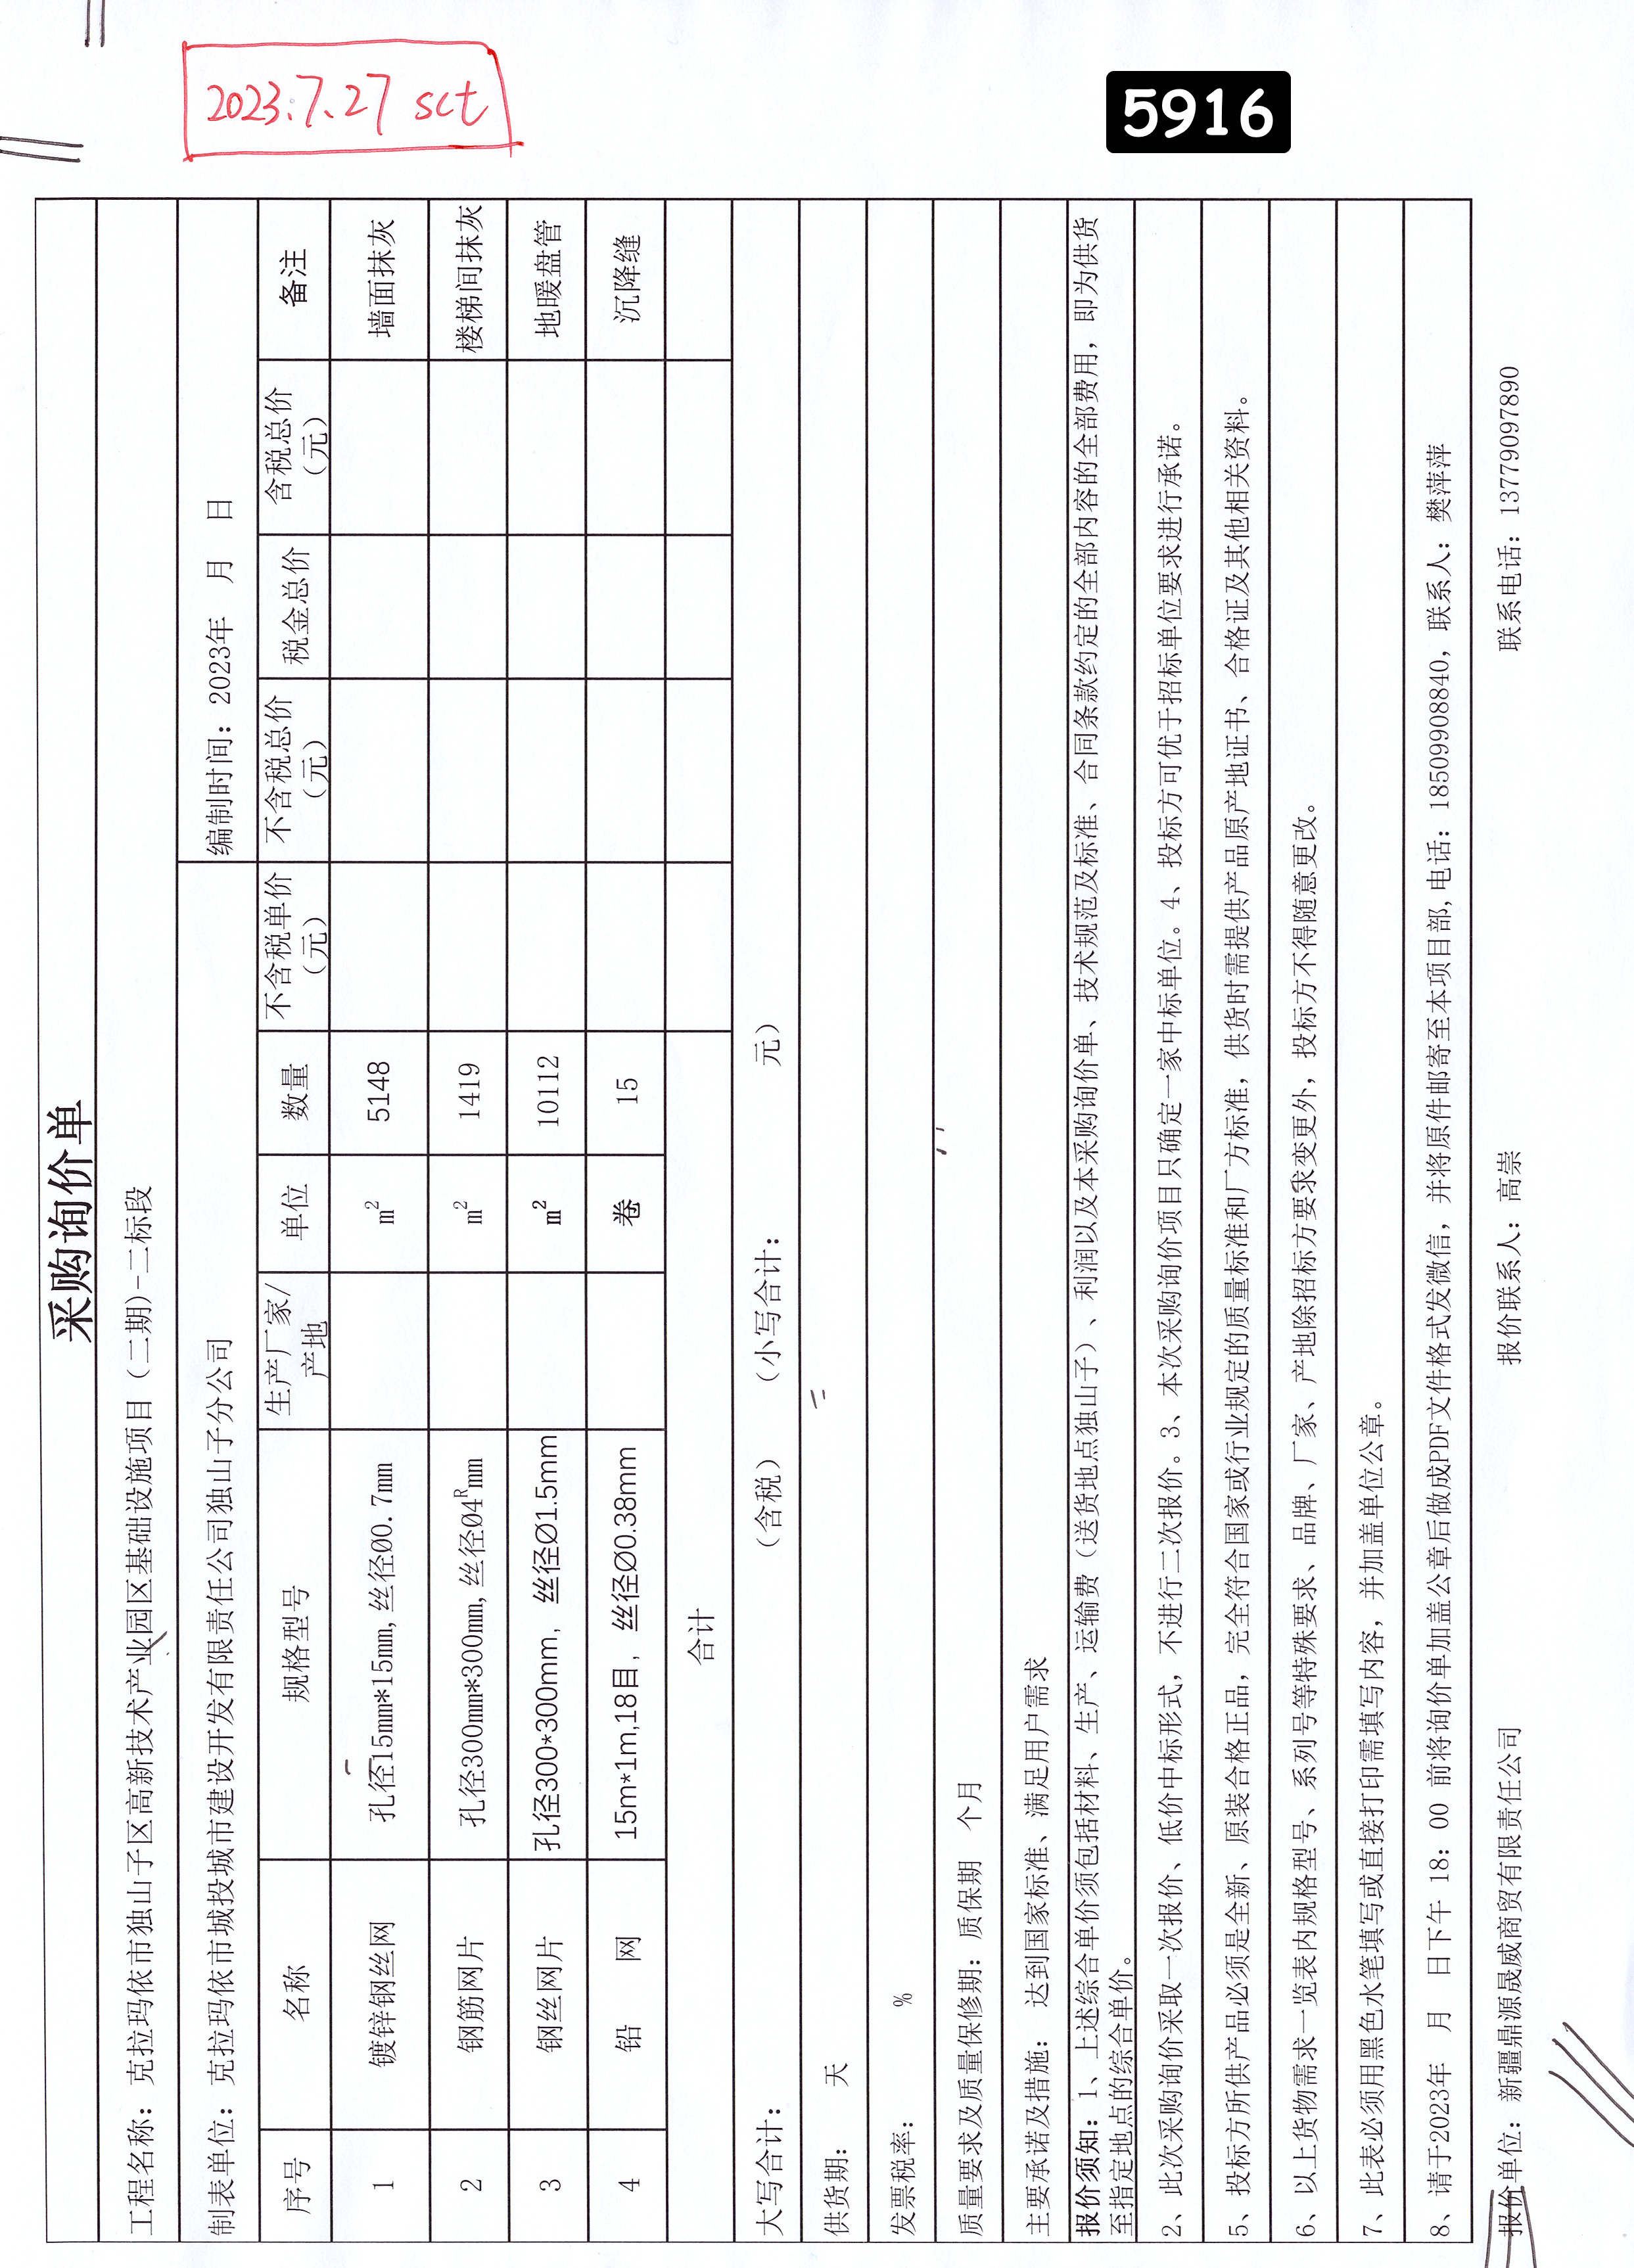 2023.7.27 sct
5916
采购询价单
工程名称：克拉玛依市独山子区高新技术产业园区基础设施项目（二期)-二标段
制表单位：克拉玛依市城投城市建设开发有限责任公司独山子分公司 编制时间：2023年 月 日
序号 名称 规格型号 生产厂家/产地 单位 数量 不含税单价（元） 不含税总价（元） 税金总价 含税总价（元） 备注
1 镀锌钢丝网 孔径15mm*15mm,丝径Ø0.7mm m² 5148 墙面抹灰
2 钢筋网片 孔径300mm*300mm,丝径Ø4ᴿmm m² 1419 楼梯间抹灰
3 钢丝网片 孔径300*300mm，丝径Ø1.5mm m² 10112 地暖盘管
4 铅 网 15m*1m,18目，丝径Ø0.38mm 卷 15 沉降缝
合计
大写合计： （含税） （小写合计： 元）
供货期： 天
发票税率： %
质量要求及质量保修期：质保期 个月
主要承诺及措施： 达到国家标准、满足用户需求
报价须知：1、上述综合单价须包括材料、生产、运输费（送货地点独山子）、利润以及本采购询价单、技术规范及标准、合同条款约定的全部内容的全部费用，即为供货
至指定地点的综合单价。
2、此次采购询价采取一次报价、低价中标形式，不进行二次报价。3、本次采购询价项目只确定一家中标单位。4、投标方可优于招标单位要求进行承诺。
5、投标方所供产品必须是全新、原装合格正品，完全符合国家或行业规定的质量标准和厂方标准，供货时需提供产品原产地证书、合格证及其他相关资料。
6、以上货物需求一览表内规格型号、系列号等特殊要求、品牌、厂家、产地除招标方要求变更外，投标方不得随意更改。
7、此表必须用黑色水笔填写或直接打印需填写内容，并加盖单位公章。
8、请于2023年 月 日下午 18：00 前将询价单加盖公章后做成PDF文件格式发微信，并将原件邮寄至本项目部,电话：18509908840，联系人：樊萍萍
报价单位：新疆鼎源晟威商贸有限责任公司 报价联系人：高崇 联系电话：13779097890